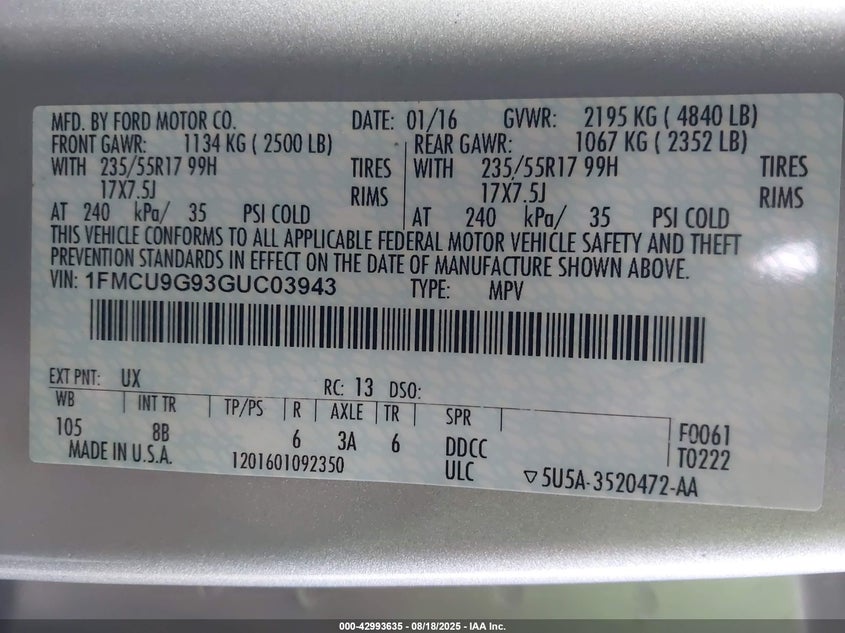 MFD. BY FORD MOTOR CO. DATE: 01/16 GVWR: 2195 KG ( 4840 LB)
FRONT GAWR: 1134 KG ( 2500 LB) REAR GAWR: 1067 KG ( 2352 LB)
WITH 235/55R17 99H TIRES WITH 235/55R17 99H TIRES
17X7.5J RIMS 17X7.5J RIMS
AT 240 kPa/ 35 PSI COLD AT 240 kPa/ 35 PSI COLD
THIS VEHICLE CONFORMS TO ALL APPLICABLE FEDERAL MOTOR VEHICLE SAFETY AND THEFT
PREVENTION STANDARDS IN EFFECT ON THE DATE OF MANUFACTURE SHOWN ABOVE.
VIN: 1FMCU9G93GUC03943 TYPE: MPV
EXT PNT: UX RC: 13 DSO:
WB INT TR TP/PS R AXLE TR SPR F0061
105 8B 6 3A 6 DDCC T0222
MADE IN U.S.A. 1201601092350 ULC ▽5U5A-3520472-AA
000-42993635 - 08/18/2025 - IAA Inc.